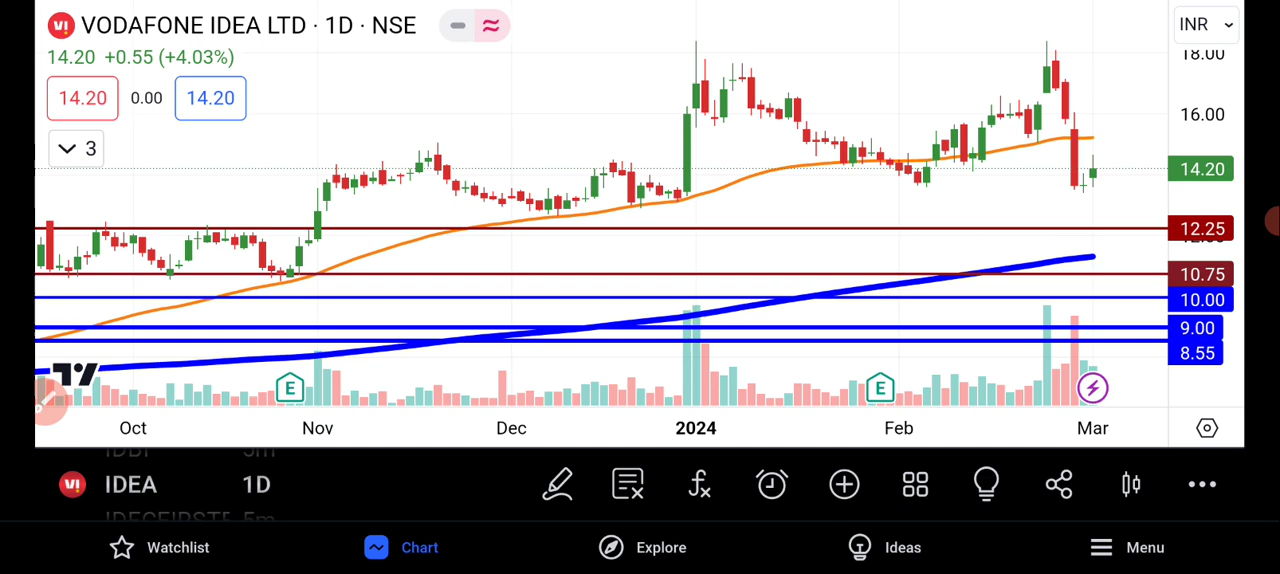 VODAFONE IDEA LTD · 1D · NSE
INR
14.20 +0.55 (+4.03%)
18.00
14.20 0.00 14.20
16.00
3
14.20
12.25
10.75
10.00
9.00
8.55
E E
Oct Nov Dec 2024 Feb Mar
IDEA 1D
Watchlist Chart Explore Ideas Menu